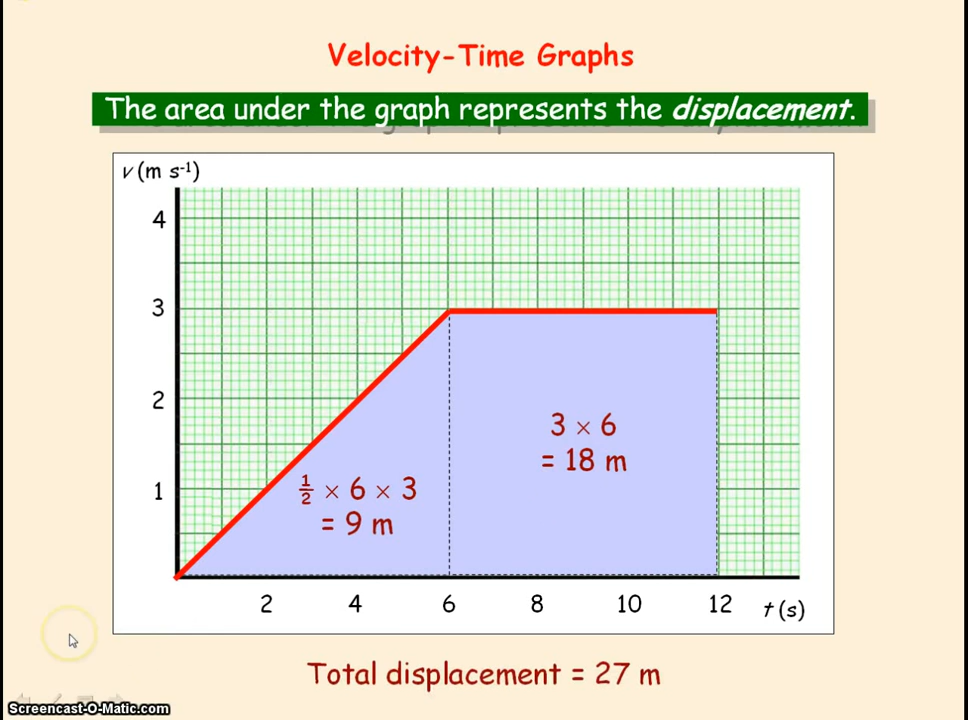 Velocity-Time Graphs
The area under the graph represents the displacement.
v (m s⁻¹)
4
3
2
1
3 × 6
= 18 m
½ × 6 × 3
= 9 m
2 4 6 8 10 12 t (s)
Total displacement = 27 m
Screencast-O-Matic.com